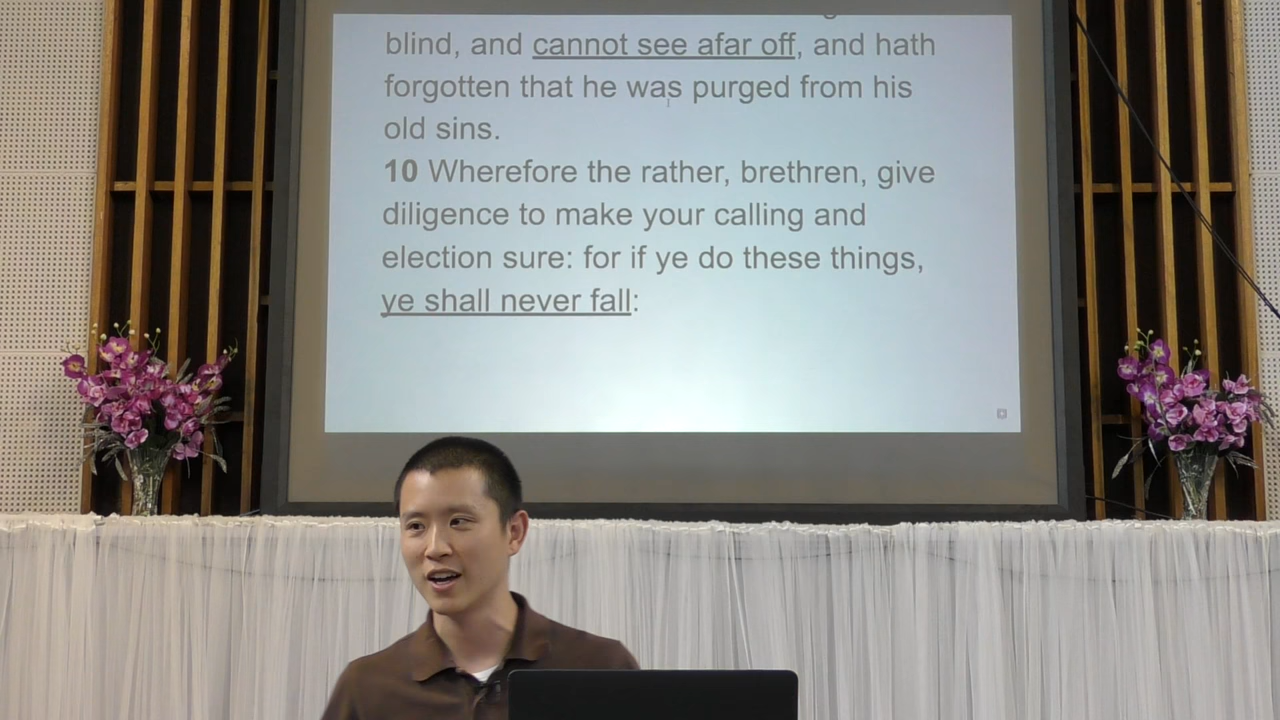 blind, and cannot see afar off, and hath
forgotten that he was purged from his
old sins.
10 Wherefore the rather, brethren, give
diligence to make your calling and
election sure: for if ye do these things,
ye shall never fall: